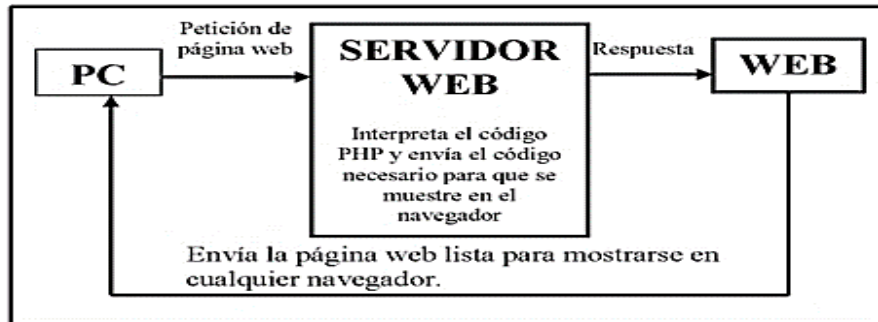 Petición de
página web
PC
SERVIDOR
WEB
Interpreta el código
PHP y envía el código
necesario para que se
muestre en el
navegador
Respuesta
WEB
Envía la página web lista para mostrarse en
cualquier navegador.